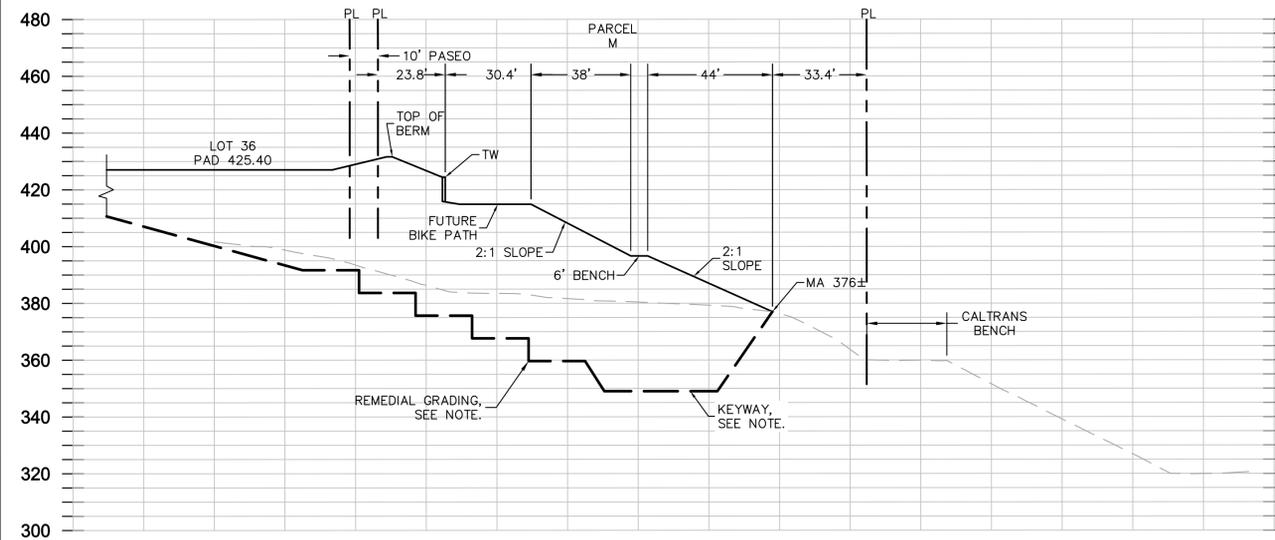 PL PL
PL
PARCEL
M
10' PASEO
23.8' 30.4' 38' 44' 33.4'
TOP OF
BERM
LOT 36
PAD 425.40
TW
FUTURE
BIKE PATH
2:1 SLOPE
6' BENCH
2:1
SLOPE
MA 376±
CALTRANS
BENCH
REMEDIAL GRADING,
SEE NOTE.
KEYWAY,
SEE NOTE.
480
460
440
420
400
380
360
340
320
300